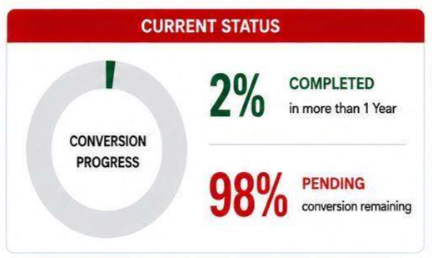 CURRENT STATUS
CONVERSION
PROGRESS
2%
COMPLETED
in more than 1 Year
98%
PENDING
conversion remaining